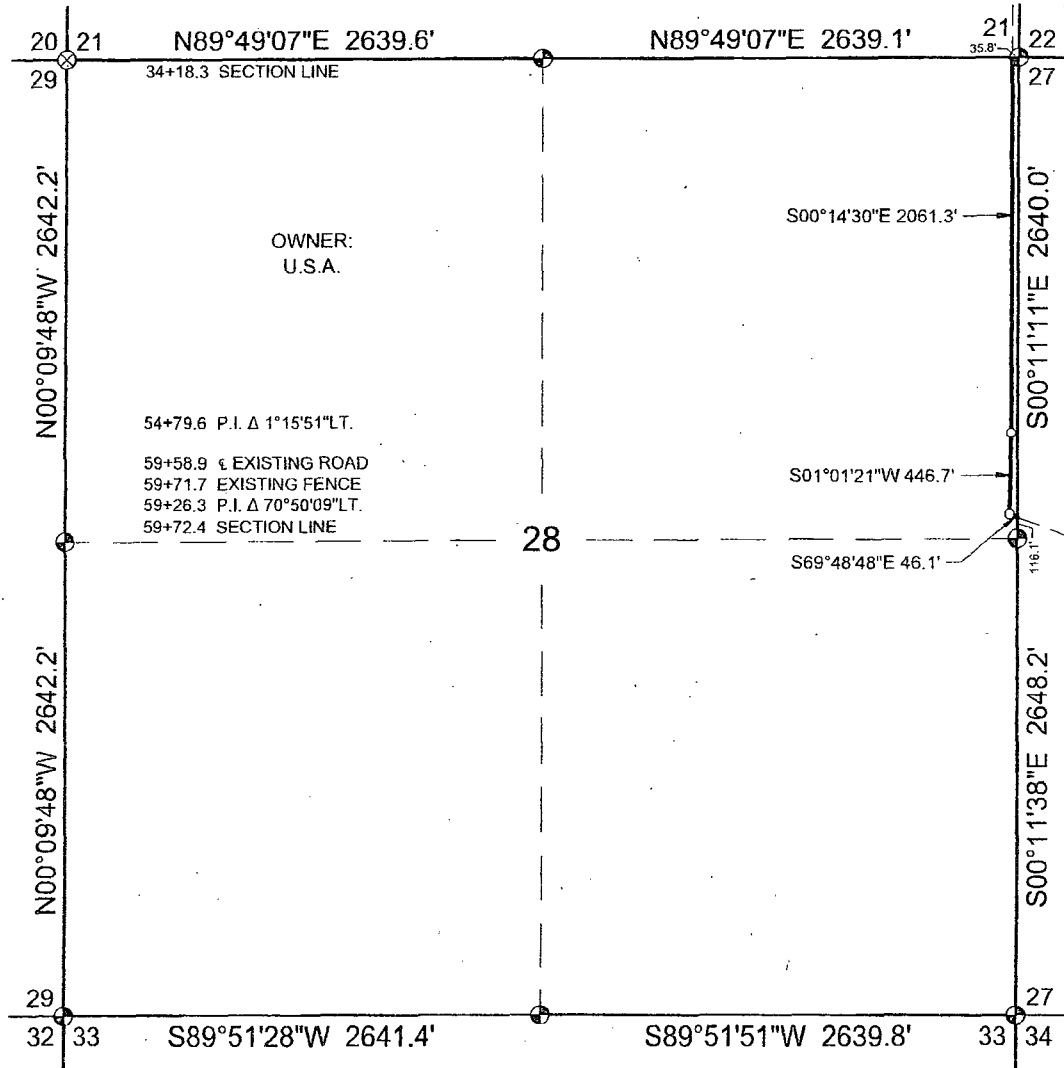 20 21
N89°49'07"E 2639.6'
N89°49'07"E 2639.1'
21 22
35.8'
29
34+18.3 SECTION LINE
27
N00°09'48"W 2642.2'
S00°14'30"E 2061.3'
S00°11'11"E 2640.0'
OWNER:
U.S.A.
54+79.6 P.I. Δ 1°15'51"LT.
59+58.9 ℄ EXISTING ROAD
59+71.7 EXISTING FENCE
59+26.3 P.I. Δ 70°50'09"LT.
59+72.4 SECTION LINE
S01°01'21"W 446.7'
28
S69°48'48"E 46.1'
116.1'
N00°09'48"W 2642.2'
S00°11'38"E 2648.2'
29
27
32 33
S89°51'28"W 2641.4'
S89°51'51"W 2639.8'
33 34